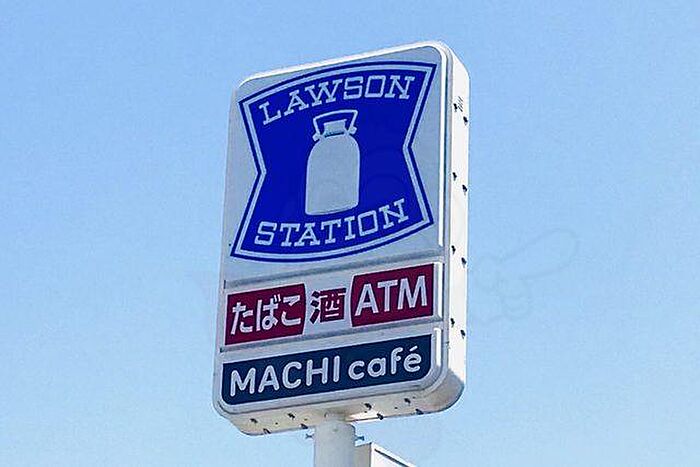 LAWSON
STATION
たばこ 酒 ATM
MACHI café